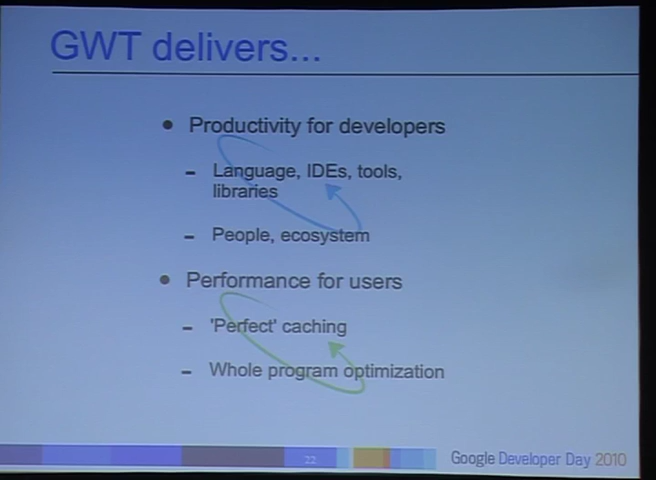 GWT delivers...
• Productivity for developers
- Language, IDEs, tools,
libraries
- People, ecosystem
• Performance for users
- 'Perfect' caching
- Whole program optimization
22
Google Developer Day 2010